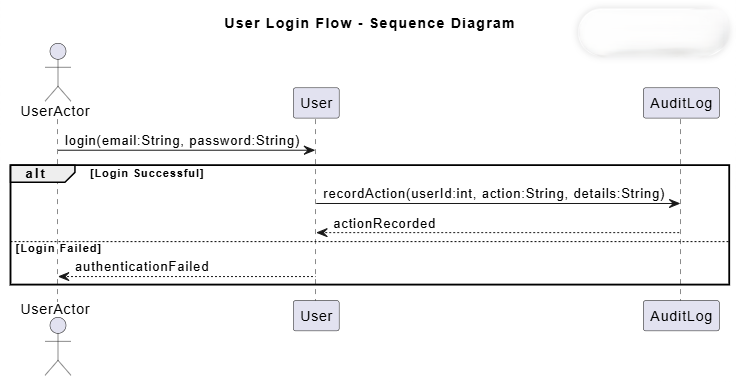 User Login Flow - Sequence Diagram
UserActor
User
AuditLog
login(email:String, password:String)
alt
[Login Successful]
recordAction(userId:int, action:String, details:String)
actionRecorded
[Login Failed]
authenticationFailed
UserActor
User
AuditLog